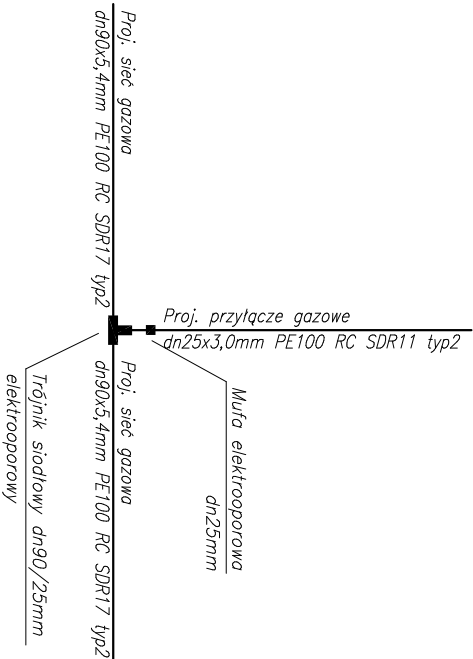 Proj. sieć gazowa
dn90x5,4mm PE100 RC SDR17 typ2
Proj. przyłącze gazowe
dn25x3,0mm PE100 RC SDR11 typ2
Mufa elektrooporowa
dn25mm
Proj. sieć gazowa
dn90x5,4mm PE100 RC SDR17 typ2
Trójnik siodłowy dn90/25mm
elektrooporowy